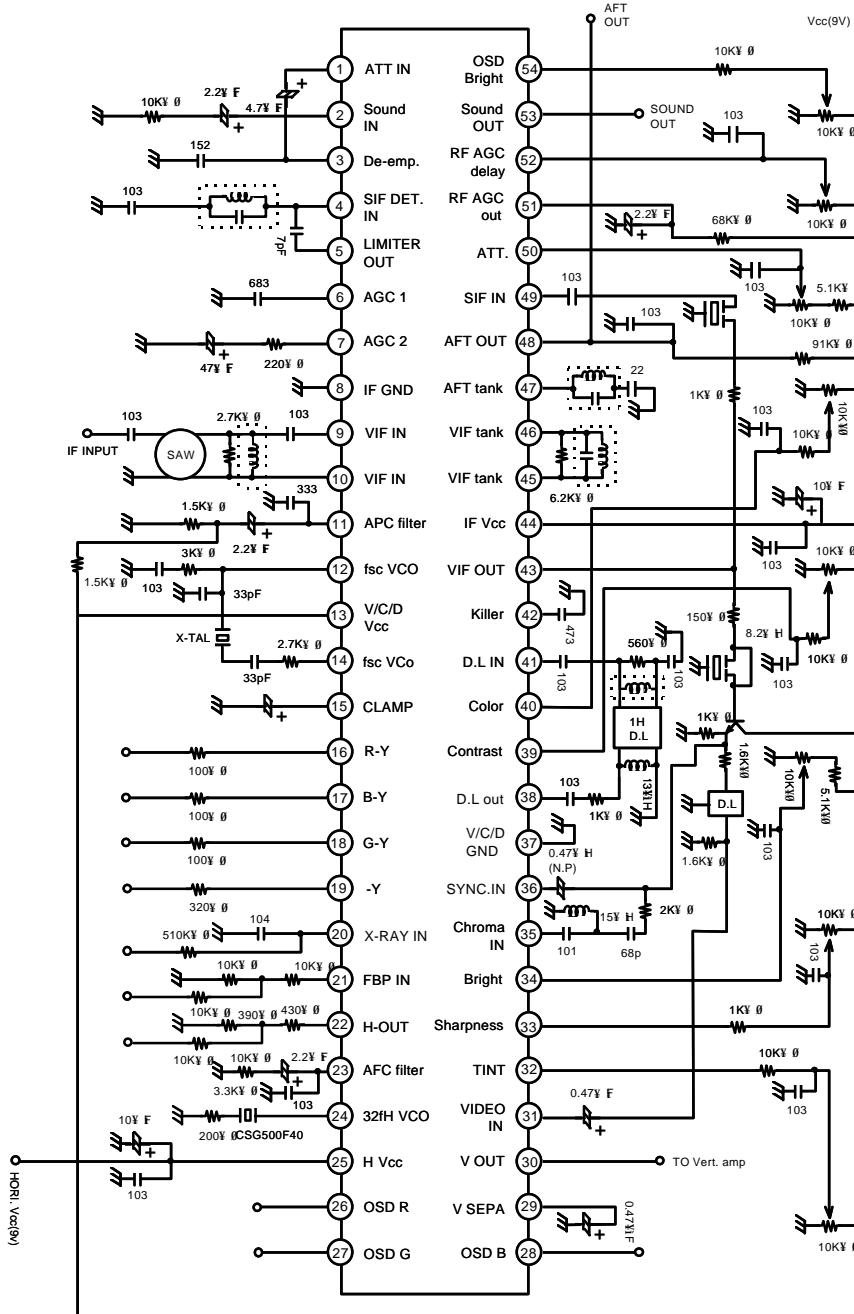 AFT
OUT
Vcc(9V)
1
ATT IN
OSD
Bright
54
10K¥ Ø
10K¥ Ø
2.2¥ F
10K¥ Ø
4.7¥ F
2
Sound
IN
Sound
OUT
53
SOUND
OUT
103
152
3
De-emp.
RF AGC
delay
52
10K¥ Ø
103
4
SIF DET.
IN
RF AGC
out
51
2.2¥ F
68K¥ Ø
7pF
5
LIMITER
OUT
ATT.
50
103
5.1K¥
10K¥ Ø
683
6
AGC 1
SIF IN
49
103
103
47¥ F
220¥ Ø
7
AGC 2
AFT OUT
48
91K¥ Ø
8
IF GND
AFT tank
47
22
1K¥ Ø
10K¥ Ø
103
10K¥ Ø
IF INPUT
103
SAW
2.7K¥ Ø
103
9
VIF IN
VIF tank
46
10
VIF IN
VIF tank
45
6.2K¥ Ø
333
1.5K¥ Ø
2.2¥ F
11
APC filter
IF Vcc
44
10¥ F
103
10K¥ Ø
1.5K¥ Ø
103
3K¥ Ø
33pF
12
fsc VCO
VIF OUT
43
13
V/C/D
Vcc
Killer
42
473
150¥ Ø
8.2¥ H
103
10K¥ Ø
X-TAL
33pF
2.7K¥ Ø
14
fsc VCo
D.L IN
41
103
560¥ Ø
103
15
CLAMP
Color
40
1H
D.L
1K¥ Ø
1.6K¥Ø
100¥ Ø
16
R-Y
Contrast
39
13¥H
10K¥Ø
5.1K¥Ø
100¥ Ø
17
B-Y
D.L out
38
103
1K¥ Ø
D.L
100¥ Ø
18
G-Y
V/C/D
GND
37
0.47¥ H
(N.P)
1.6K¥ Ø
103
320¥ Ø
19
-Y
SYNC.IN
36
2K¥ Ø
104
510K¥ Ø
20
X-RAY IN
Chroma
IN
35
15¥ H
101
68p
10K¥ Ø
103
10K¥ Ø
10K¥ Ø
10K¥ Ø
21
FBP IN
Bright
34
390¥ Ø
430¥ Ø
10K¥ Ø
22
H-OUT
Sharpness
33
1K¥ Ø
10K¥ Ø
2.2¥ F
3.3K¥ Ø
103
23
AFC filter
TINT
32
10K¥ Ø
103
200¥ Ø
CSG500F40
24
32fH VCO
VIDEO
IN
31
0.47¥ F
10¥ F
103
25
H Vcc
V OUT
30
TO Vert. amp
HORI. Vcc(9v)
26
OSD R
V SEPA
29
10K¥ Ø
27
OSD G
OSD B
28